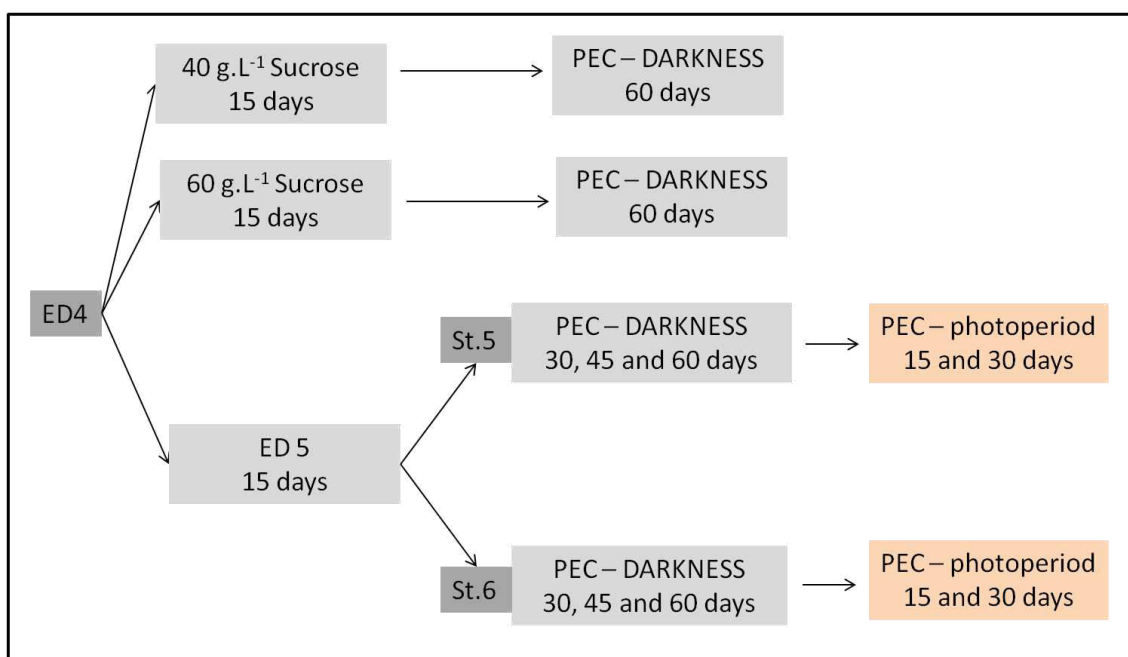 40 g.L⁻¹ Sucrose
15 days
PEC – DARKNESS
60 days
60 g.L⁻¹ Sucrose
15 days
PEC – DARKNESS
60 days
ED4
St.5
PEC – DARKNESS
30, 45 and 60 days
PEC – photoperiod
15 and 30 days
ED 5
15 days
St.6
PEC – DARKNESS
30, 45 and 60 days
PEC – photoperiod
15 and 30 days